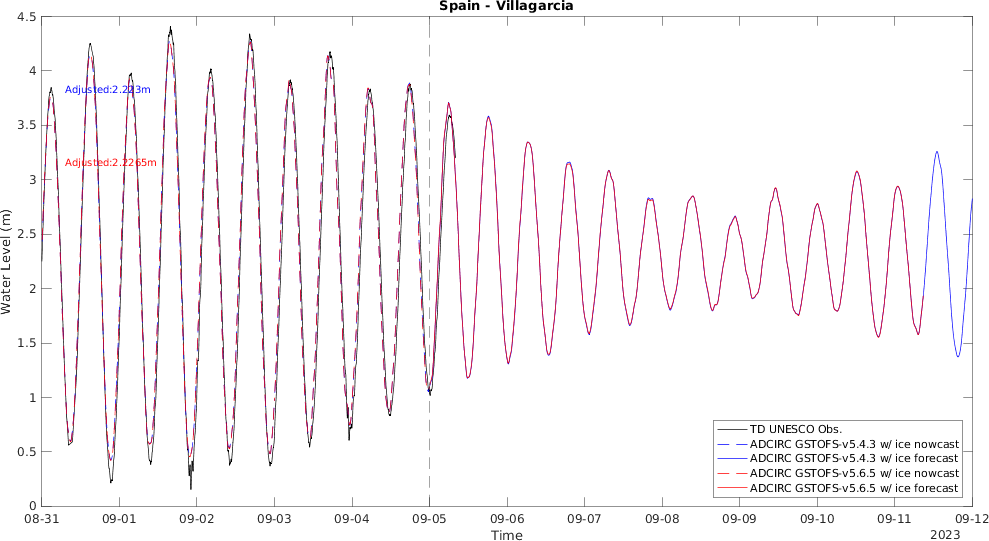 Spain - Villagarcia
4.5
4
3.5
3
2.5
2
1.5
1
0.5
0
Water Level (m)
Adjusted:2.223m
Adjusted:2.2265m
TD UNESCO Obs.
ADCIRC GSTOFS-v5.4.3 w/ ice nowcast
ADCIRC GSTOFS-v5.4.3 w/ ice forecast
ADCIRC GSTOFS-v5.6.5 w/ ice nowcast
ADCIRC GSTOFS-v5.6.5 w/ ice forecast
08-31 09-01 09-02 09-03 09-04 09-05 09-06 09-07 09-08 09-09 09-10 09-11 09-12
Time
2023